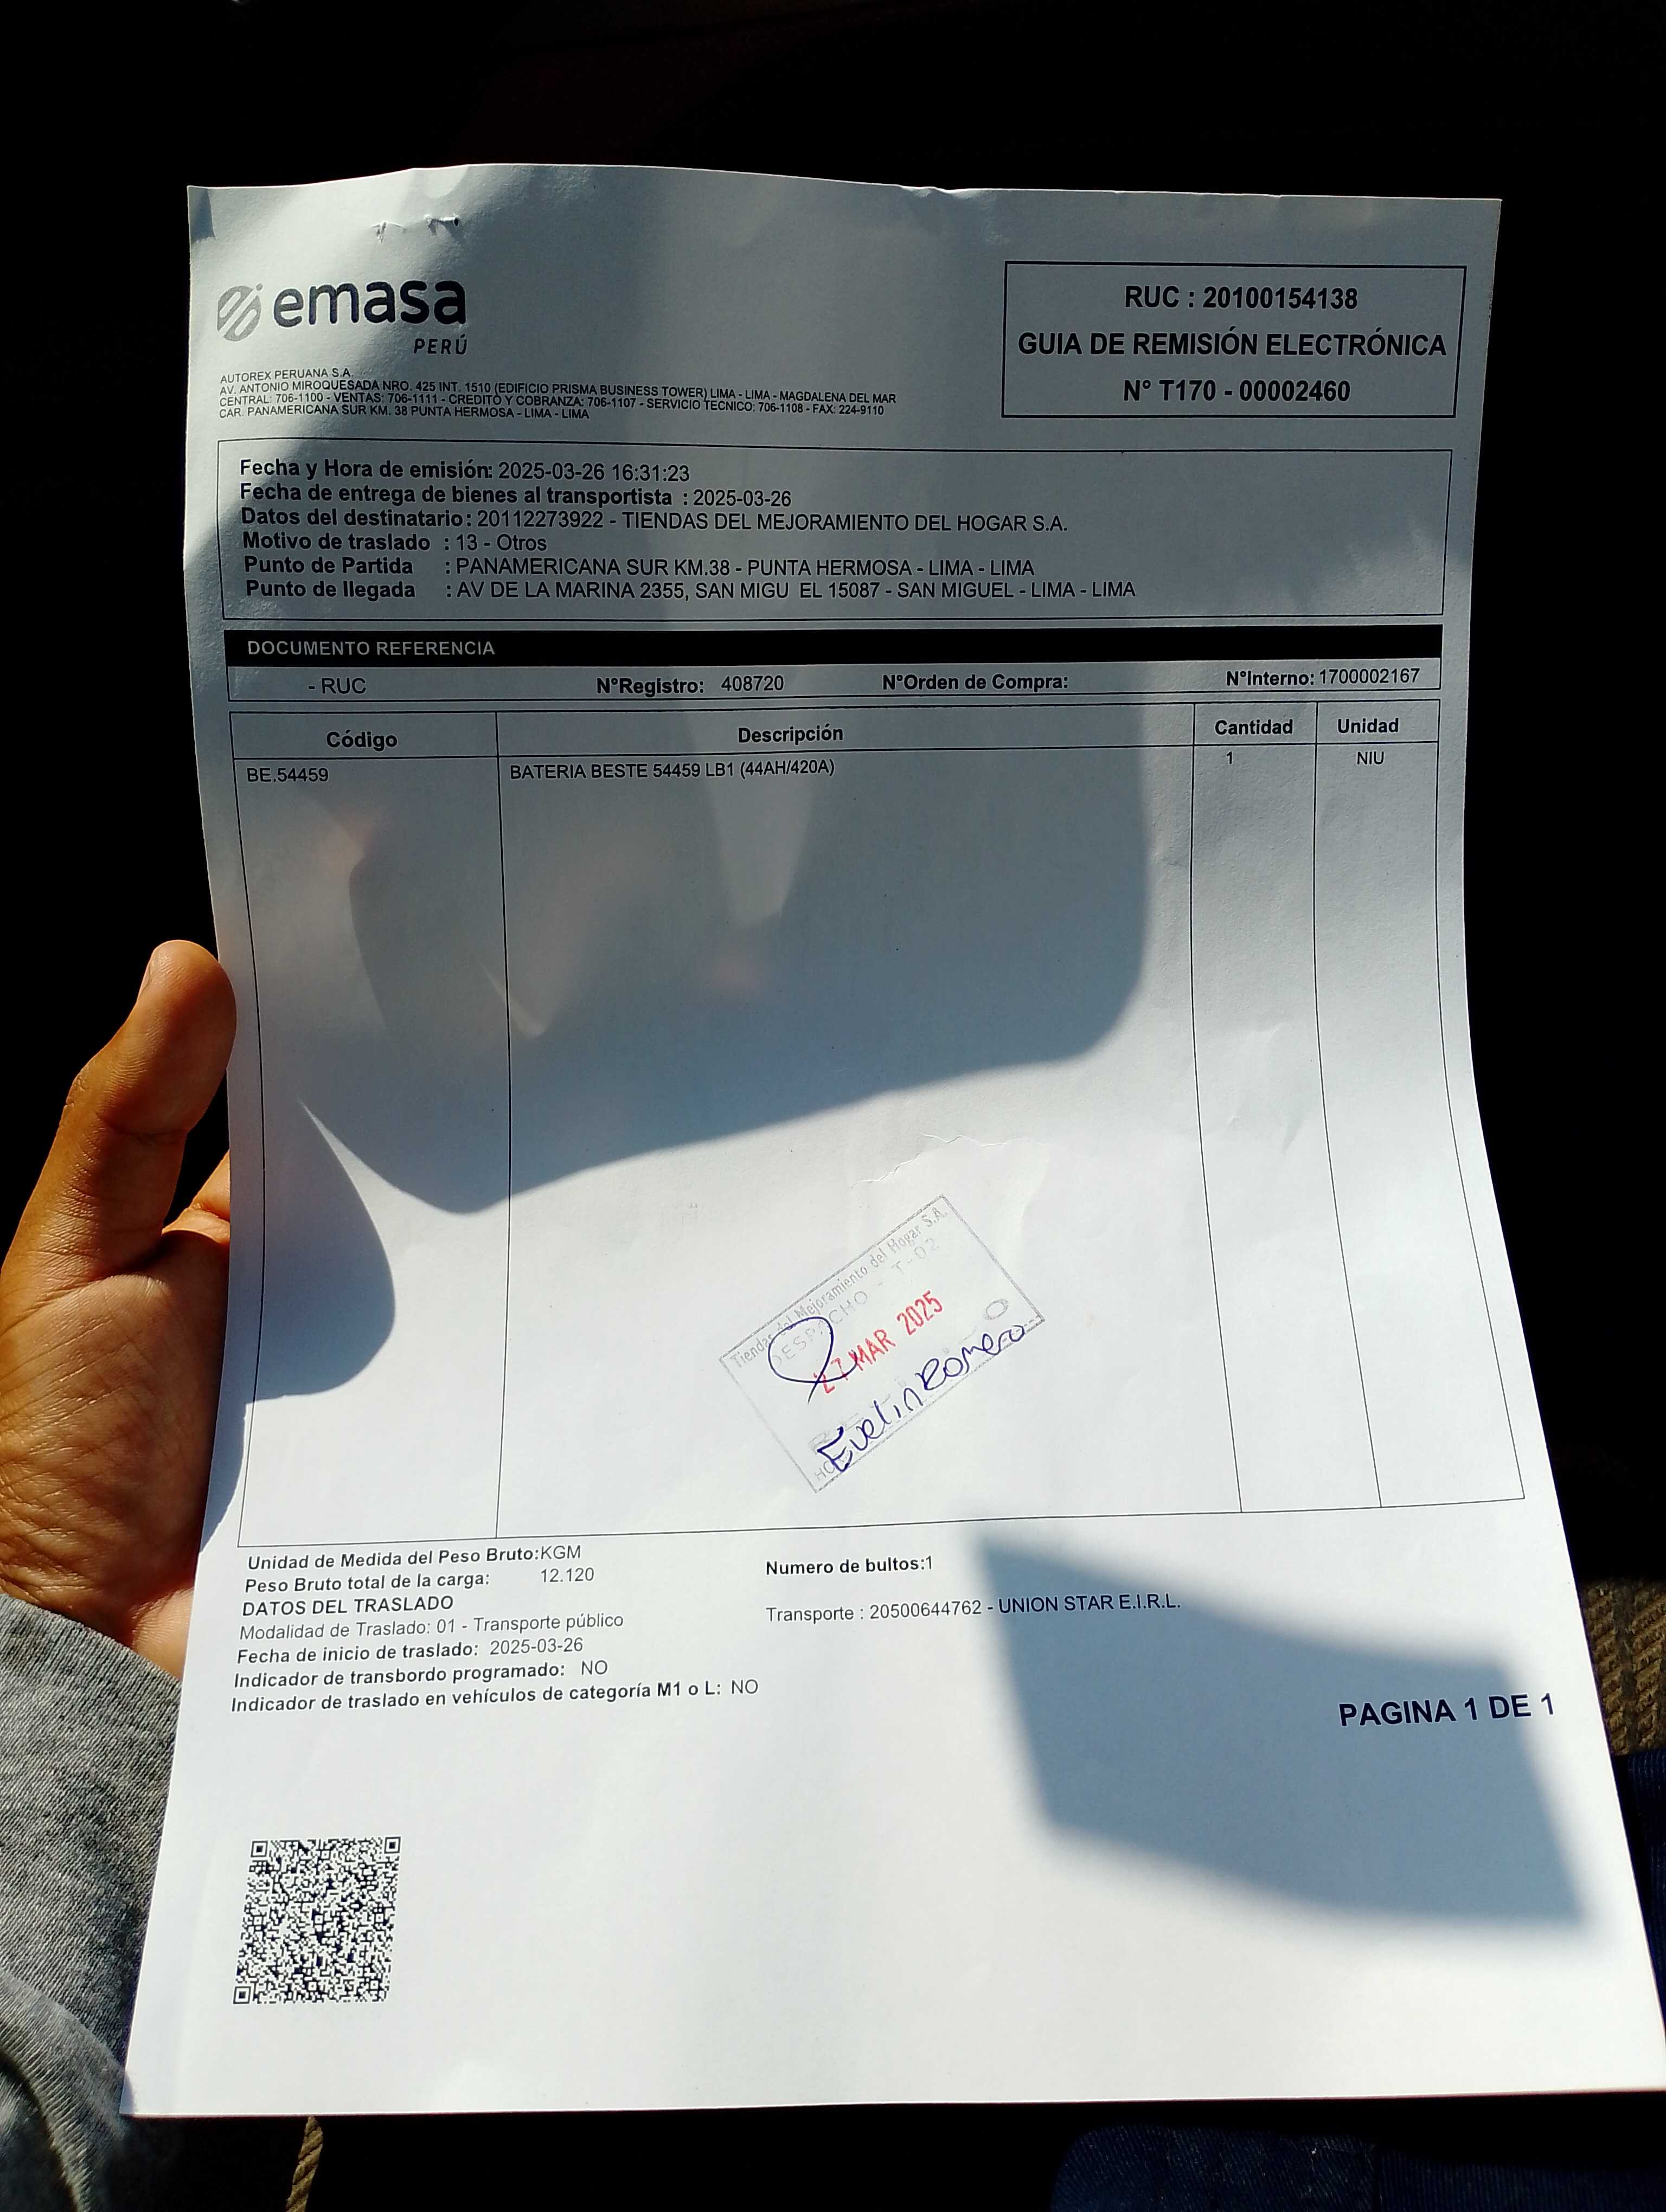 emasa
PERÚ
AUTOREX PERUANA S.A.
AV. ANTONIO MIROQUESADA NRO. 425 INT. 1510 (EDIFICIO PRISMA BUSINESS TOWER) LIMA - LIMA - MAGDALENA DEL MAR
CENTRAL: 706-1100 - VENTAS: 706-1111 - CREDITO Y COBRANZA: 706-1107 - SERVICIO TECNICO: 706-1108 - FAX: 224-9110
CAR. PANAMERICANA SUR KM. 38 PUNTA HERMOSA - LIMA - LIMA
RUC : 20100154138
GUIA DE REMISIÓN ELECTRÓNICA
N° T170 - 00002460
Fecha y Hora de emisión: 2025-03-26 16:31:23
Fecha de entrega de bienes al transportista : 2025-03-26
Datos del destinatario: 20112273922 - TIENDAS DEL MEJORAMIENTO DEL HOGAR S.A.
Motivo de traslado : 13 - Otros
Punto de Partida : PANAMERICANA SUR KM.38 - PUNTA HERMOSA - LIMA - LIMA
Punto de llegada : AV DE LA MARINA 2355, SAN MIGU EL 15087 - SAN MIGUEL - LIMA - LIMA
DOCUMENTO REFERENCIA
- RUC N°Registro: 408720 N°Orden de Compra: N°Interno: 1700002167
Código Descripción Cantidad Unidad
BE.54459 BATERIA BESTE 54459 LB1 (44AH/420A) 1 NIU
Tiendas del Mejoramiento del Hogar S.A.
DESPACHO - T-02
27 MAR 2025
Evelin Romero
Unidad de Medida del Peso Bruto:KGM
Peso Bruto total de la carga: 12.120
Numero de bultos:1
DATOS DEL TRASLADO
Modalidad de Traslado: 01 - Transporte público
Transporte : 20500644762 - UNION STAR E.I.R.L.
Fecha de inicio de traslado: 2025-03-26
Indicador de transbordo programado: NO
Indicador de traslado en vehículos de categoría M1 o L: NO
PAGINA 1 DE 1